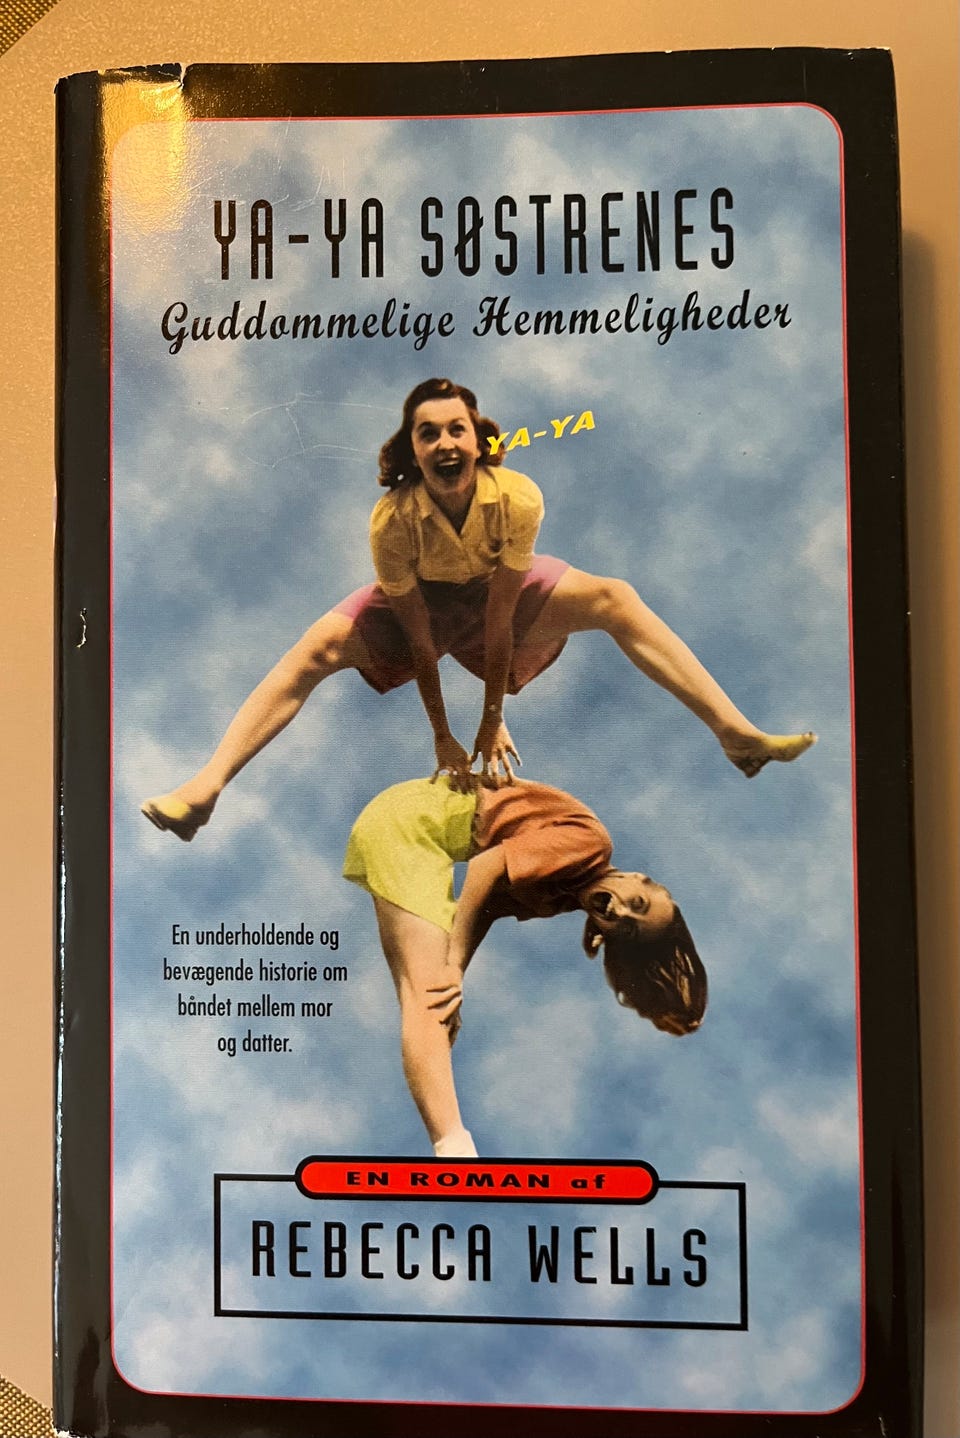 YA-YA SØSTRENES
Guddommelige Hemmeligheder
YA-YA
En underholdende og
bevægende historie om
båndet mellem mor
og datter.
EN ROMAN af
REBECCA WELLS